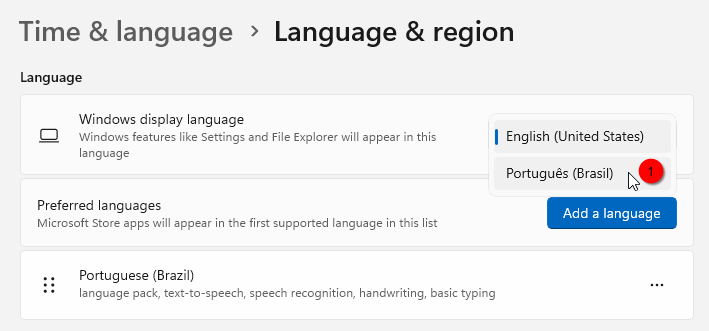 Time & language > Language & region
Language
Windows display language
Windows features like Settings and File Explorer will appear in this
language
English (United States)
Português (Brasil)
1
Preferred languages
Microsoft Store apps will appear in the first supported language in this list
Add a language
Portuguese (Brazil)
language pack, text-to-speech, speech recognition, handwriting, basic typing